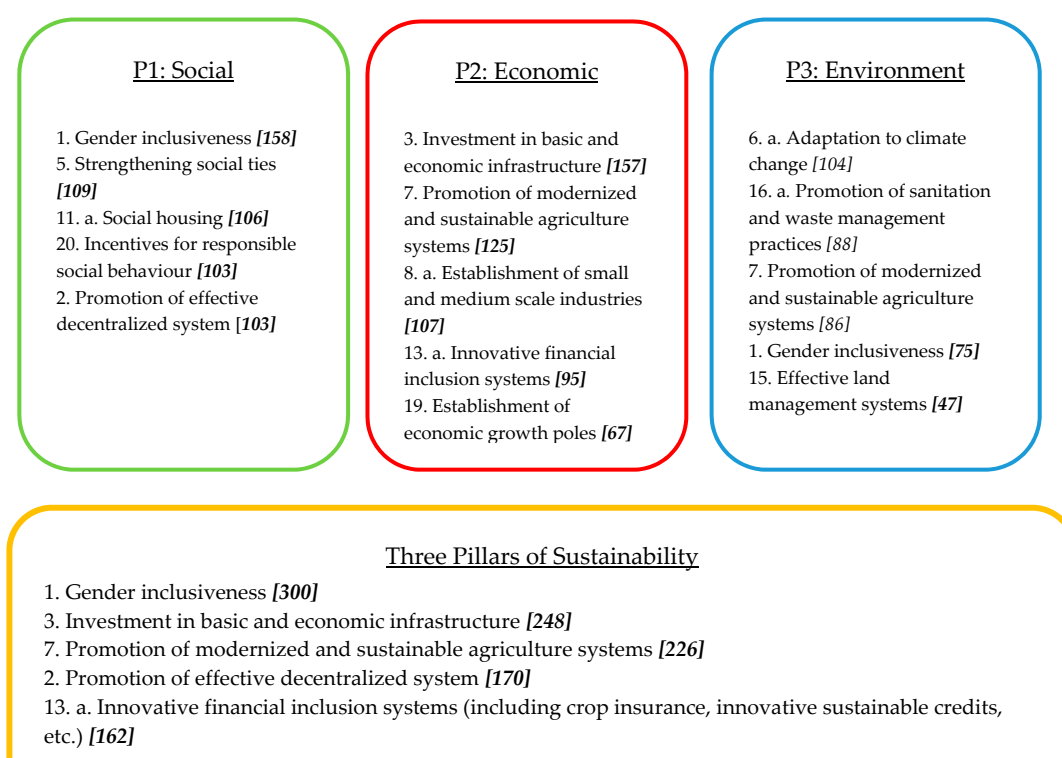 P1: Social
1. Gender inclusiveness [158]
5. Strengthening social ties
[109]
11. a. Social housing [106]
20. Incentives for responsible
social behaviour [103]
2. Promotion of effective
decentralized system [103]
P2: Economic
3. Investment in basic and
economic infrastructure [157]
7. Promotion of modernized
and sustainable agriculture
systems [125]
8. a. Establishment of small
and medium scale industries
[107]
13. a. Innovative financial
inclusion systems [95]
19. Establishment of
economic growth poles [67]
P3: Environment
6. a. Adaptation to climate
change [104]
16. a. Promotion of sanitation
and waste management
practices [88]
7. Promotion of modernized
and sustainable agriculture
systems [86]
1. Gender inclusiveness [75]
15. Effective land
management systems [47]
Three Pillars of Sustainability
1. Gender inclusiveness [300]
3. Investment in basic and economic infrastructure [248]
7. Promotion of modernized and sustainable agriculture systems [226]
2. Promotion of effective decentralized system [170]
13. a. Innovative financial inclusion systems (including crop insurance, innovative sustainable credits,
etc.) [162]